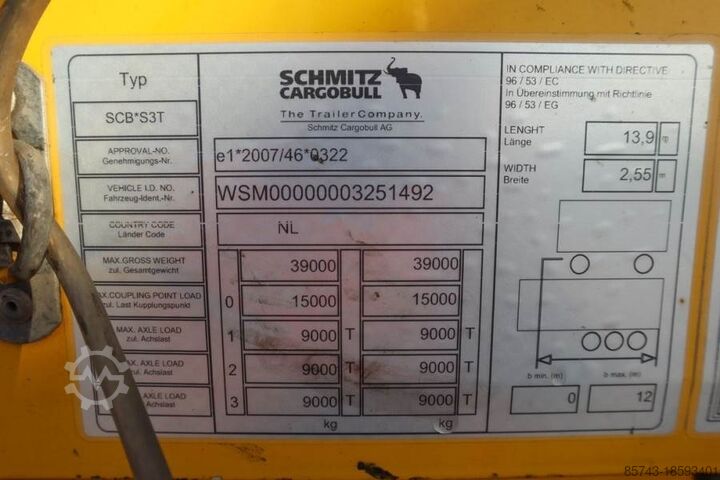 Typ
SCB*S3T
SCHMITZ
CARGOBULL
The TrailerCompany.
Schmitz Cargobull AG
IN COMPLIANCE WITH DIRECTIVE
96 / 53 / EC
In Übereinstimmung mit Richtlinie
96 / 53 / EG
LENGHT
Länge
13,9 m
WIDTH
Breite
2,55 m
APPROVAL-NO.
Genehmigungs-Nr.
e1*2007/46*0322
VEHICLE I.D. NO.
Fahrzeug-Ident.-Nr.
WSM00000003251492
COUNTRY CODE
Länder Code
NL
MAX.GROSS WEIGHT
zul. Gesamtgewicht
39000 39000
MAX.COUPLING POINT LOAD
zul. Last Kupplungspunkt
0 15000 15000
MAX. AXLE LOAD
zul. Achslast
1 9000 T 9000 T
MAX. AXLE LOAD
zul. Achslast
2 9000 T 9000 T
AXLE LOAD
Achslast
3 9000 T 9000 T
kg kg
b min. (m) b max. (m)
0 12
85743-18593401